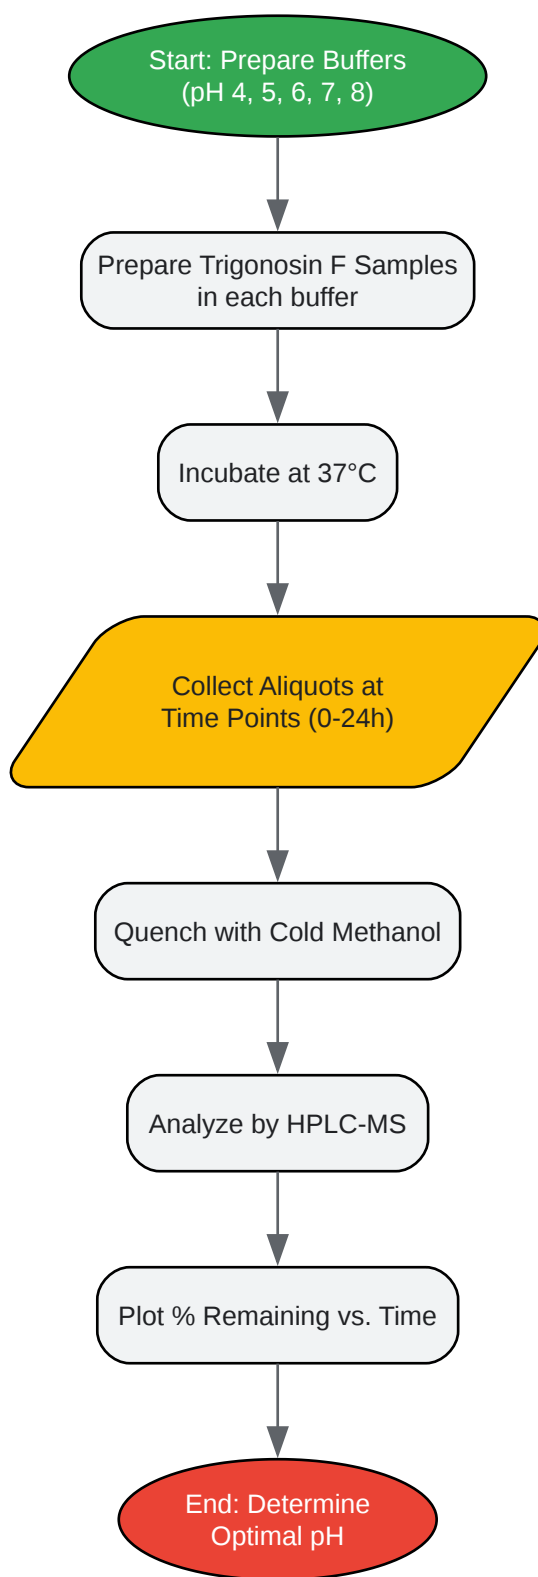 Start: Prepare Buffers
(pH 4, 5, 6, 7, 8)
Prepare Trigonosin F Samples
in each buffer
Incubate at 37°C
Collect Aliquots at
Time Points (0-24h)
Quench with Cold Methanol
Analyze by HPLC-MS
Plot % Remaining vs. Time
End: Determine
Optimal pH